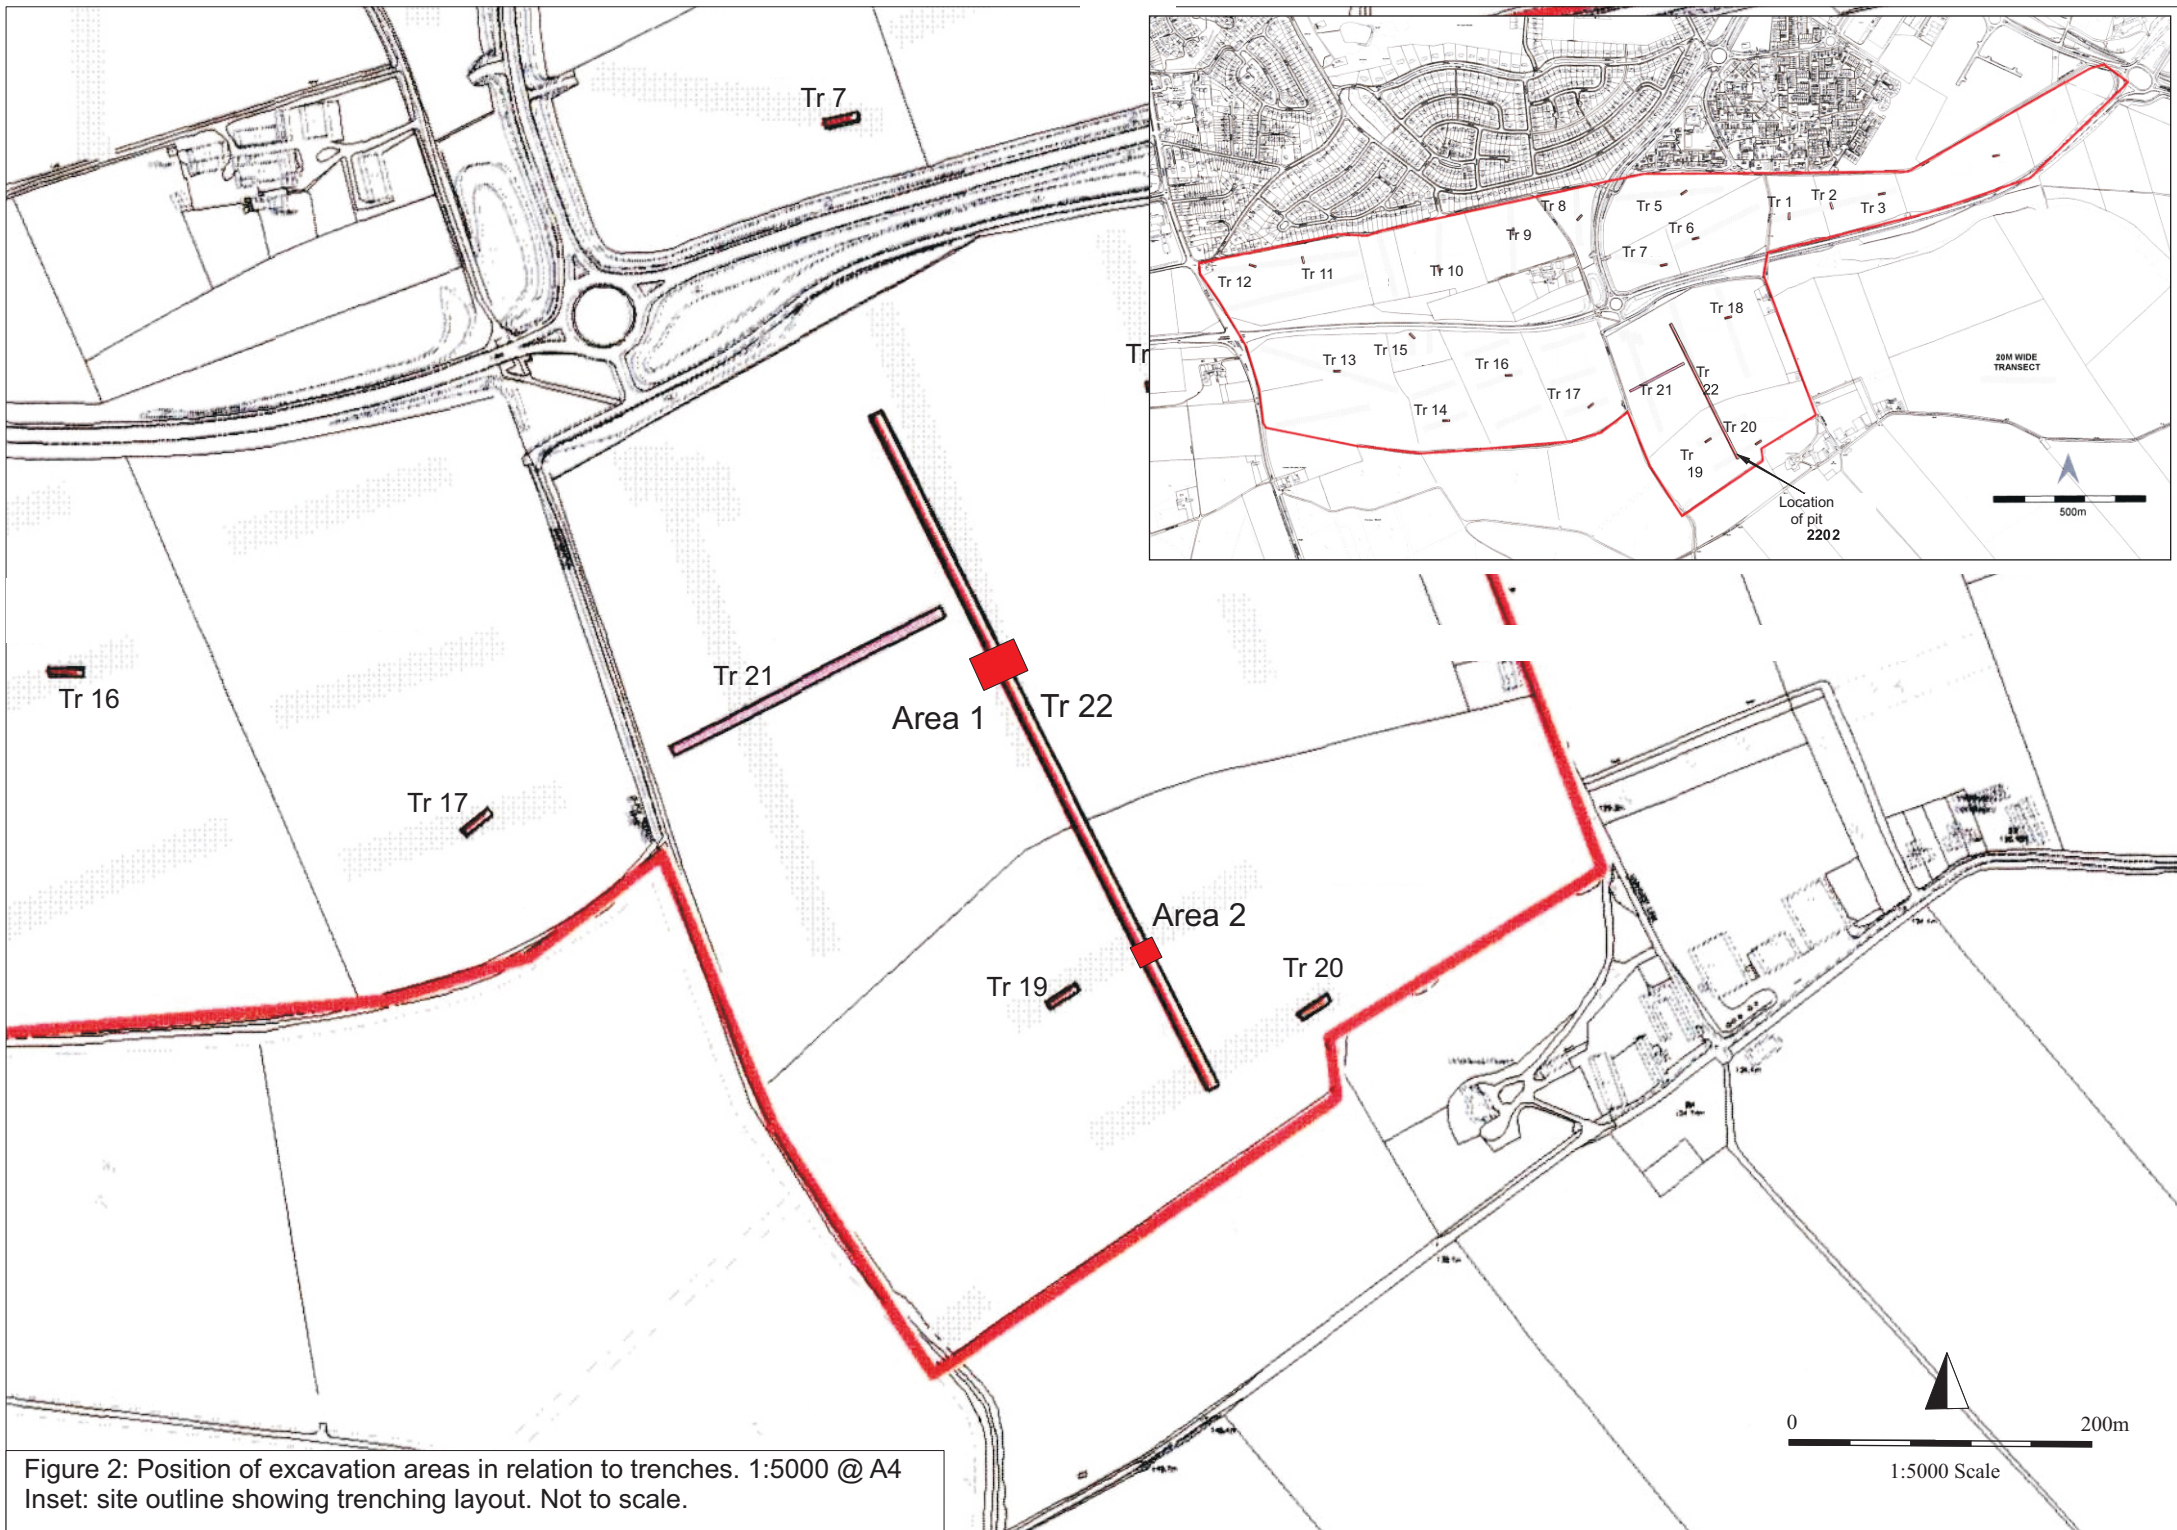 Tr 7
Tr
Tr 21
Tr 16
Area 1
Tr 22
Tr 17
Area 2
Tr 19
Tr 20
Tr 8
Tr 5
Tr 1
Tr 2
Tr 3
Tr 9
Tr 6
Tr 7
Tr 12
Tr 11
Tr 10
Tr 18
Tr 13
Tr 15
Tr 16
Tr 21
Tr
22
Tr 14
Tr 17
Tr 20
Tr
19
20M WIDE
TRANSECT
Location
of pit
2202
500m
0
200m
1:5000 Scale
Figure 2: Position of excavation areas in relation to trenches. 1:5000 @ A4
Inset: site outline showing trenching layout. Not to scale.